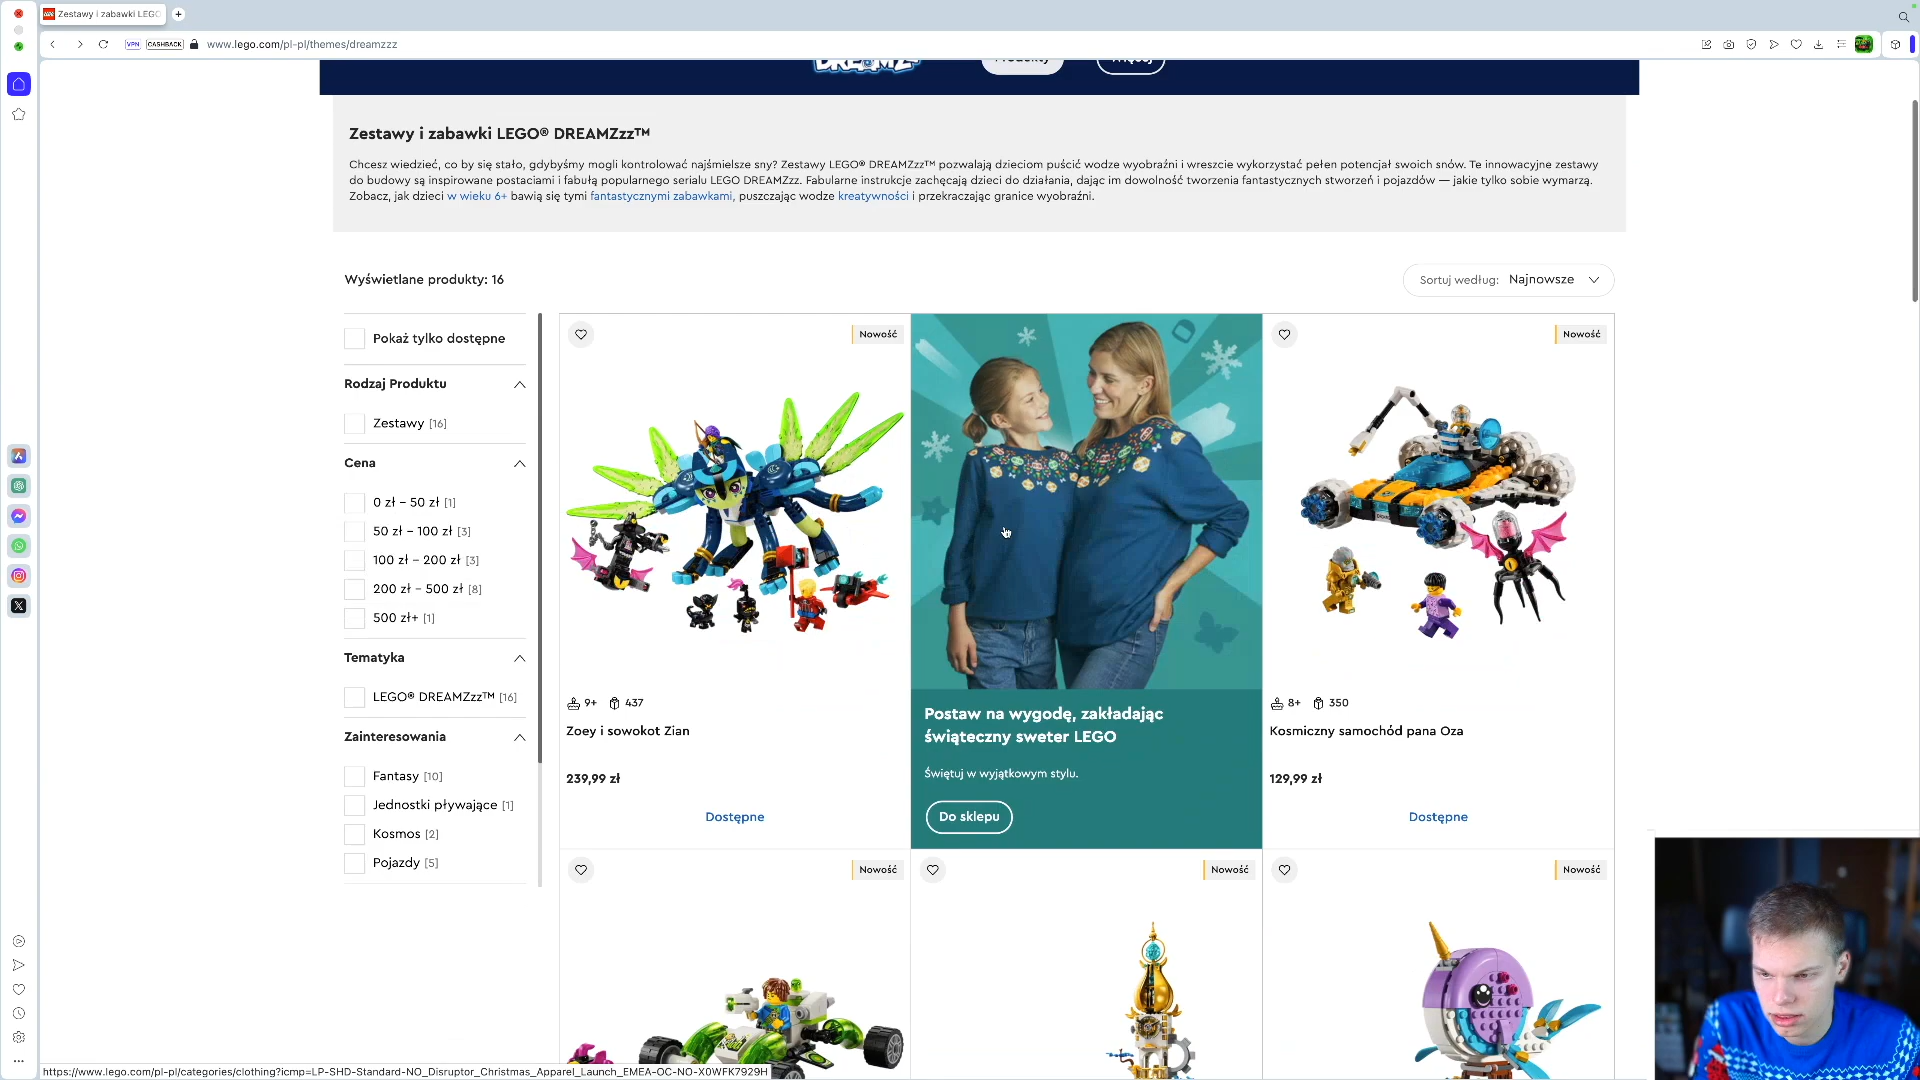 Zestawy i zabawki LEGO
VPN
CASHBACK
www.lego.com/pl-pl/themes/dreamzzz
Produkty
Więcej
Zestawy i zabawki LEGO® DREAMZzz™
Chcesz wiedzieć, co by się stało, gdybyśmy mogli kontrolować najśmielsze sny? Zestawy LEGO® DREAMZzz™ pozwalają dzieciom puścić wodze wyobraźni i wreszcie wykorzystać pełen potencjał swoich snów. Te innowacyjne zestawy
do budowy są inspirowane postaciami i fabułą popularnego serialu LEGO DREAMZzz. Fabularne instrukcje zachęcają dzieci do działania, dając im dowolność tworzenia fantastycznych stworzeń i pojazdów — jakie tylko sobie wymarzą.
Zobacz, jak dzieci w wieku 6+ bawią się tymi fantastycznymi zabawkami, puszczając wodze kreatywności i przekraczając granice wyobraźni.
Wyświetlane produkty: 16
Sortuj według: Najnowsze
Pokaż tylko dostępne
Rodzaj Produktu
Zestawy [16]
Cena
0 zł – 50 zł [1]
50 zł – 100 zł [3]
100 zł – 200 zł [3]
200 zł – 500 zł [8]
500 zł+ [1]
Tematyka
LEGO® DREAMZzz™ [16]
Zainteresowania
Fantasy [10]
Jednostki pływające [1]
Kosmos [2]
Pojazdy [5]
Nowość
9+ 437
Zoey i sowokot Zian
239,99 zł
Dostępne
Postaw na wygodę, zakładając
świąteczny sweter LEGO
Świętuj w wyjątkowym stylu.
Do sklepu
Nowość
8+ 350
Kosmiczny samochód pana Oza
129,99 zł
Dostępne
Nowość
Nowość
Nowość
https://www.lego.com/pl-pl/categories/clothing?icmp=LP-SHD-Standard-NO_Disruptor_Christmas_Apparel_Launch_EMEA-OC-NO-X0WFK7929H